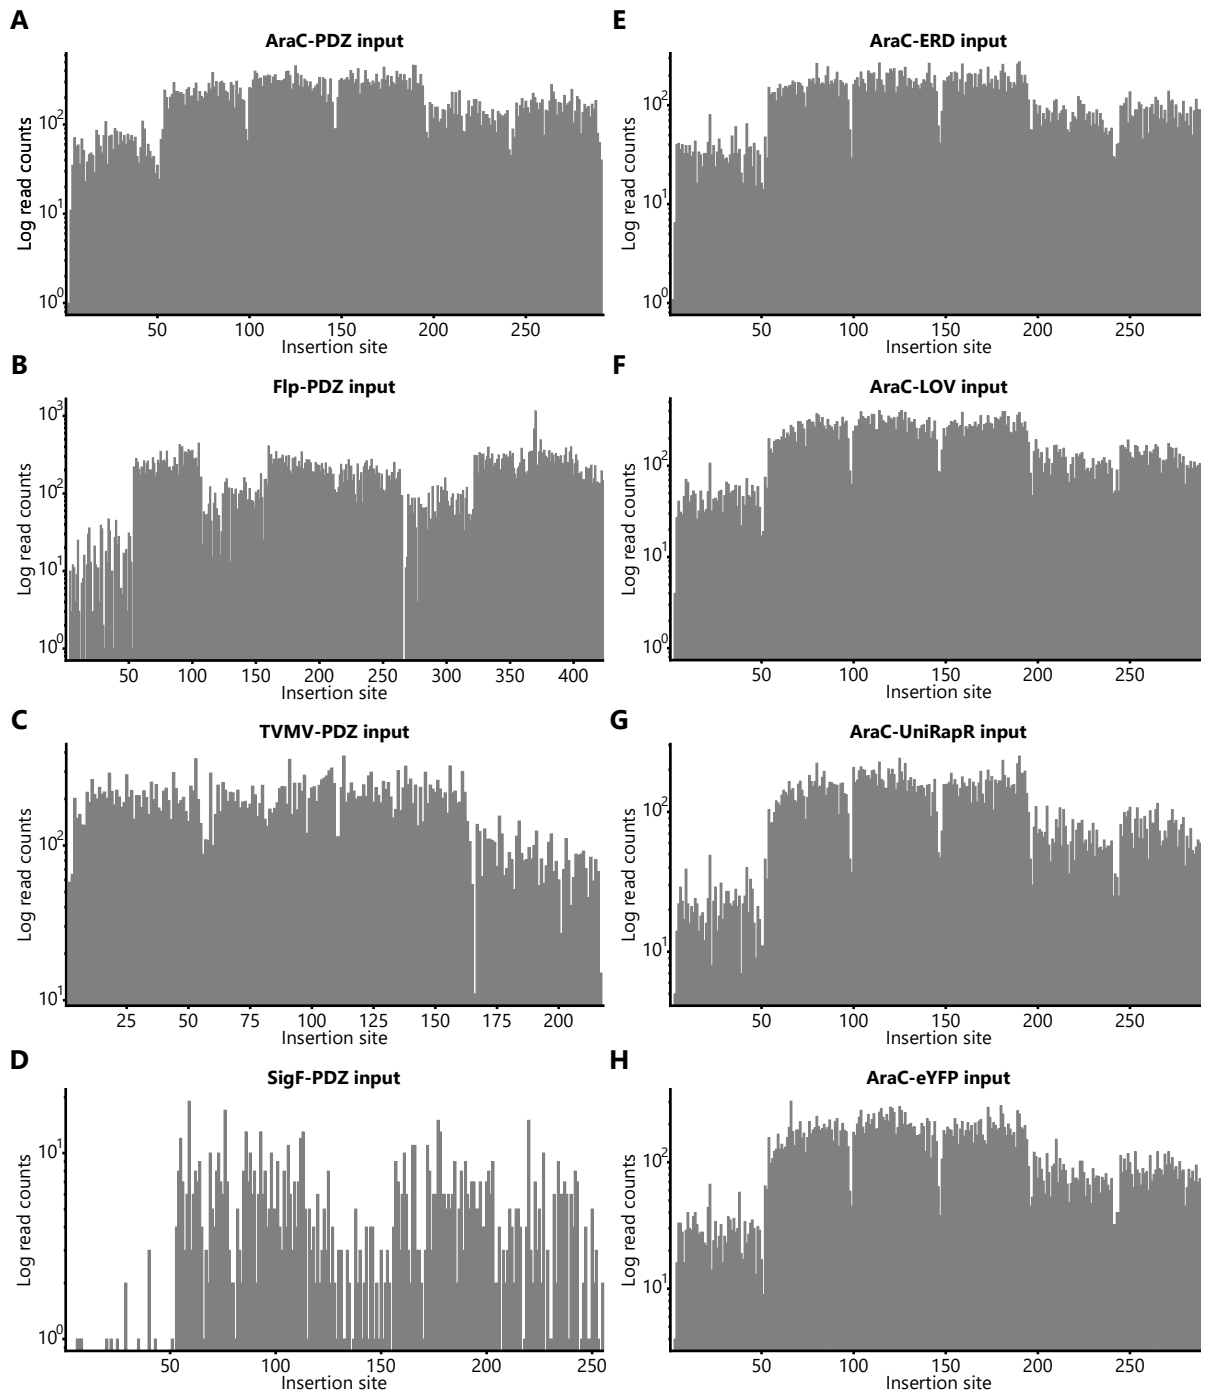 A
AraC-PDZ input
Log read counts
10^2
10^1
10^0
50 100 150 200 250
Insertion site
B
Flp-PDZ input
Log read counts
10^3
10^2
10^1
10^0
50 100 150 200 250 300 350 400
Insertion site
C
TVMV-PDZ input
Log read counts
10^2
10^1
25 50 75 100 125 150 175 200
Insertion site
D
SigF-PDZ input
Log read counts
10^1
10^0
50 100 150 200 250
Insertion site
E
AraC-ERD input
Log read counts
10^2
10^1
10^0
50 100 150 200 250
Insertion site
F
AraC-LOV input
Log read counts
10^2
10^1
10^0
50 100 150 200 250
Insertion site
G
AraC-UniRapR input
Log read counts
10^2
10^1
50 100 150 200 250
Insertion site
H
AraC-eYFP input
Log read counts
10^2
10^1
50 100 150 200 250
Insertion site